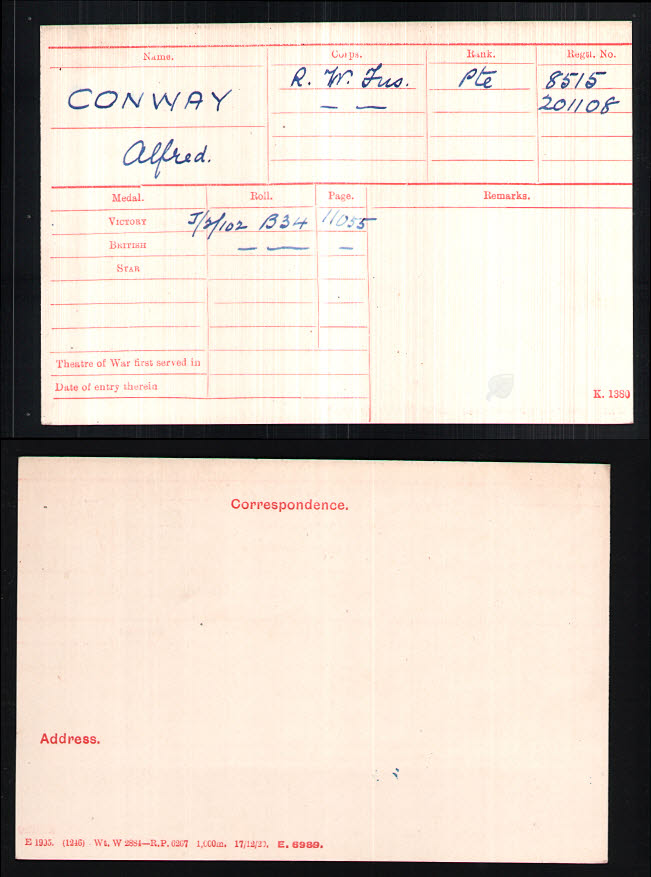 Name. Corps. Rank. Regtl. No.
CONWAY R. W. Fus. Pte 8515
— — 201108
Alfred.
Medal. Roll. Page. Remarks.
VICTORY J/2/102 B34 11055
BRITISH — — —
STAR
Theatre of War first served in
Date of entry therein
K. 1380
Correspondence.
Address.
E 1995. (1246) Wt. W 2884—R.P. 6267 1,000m. 17/12/20. E. 6989.